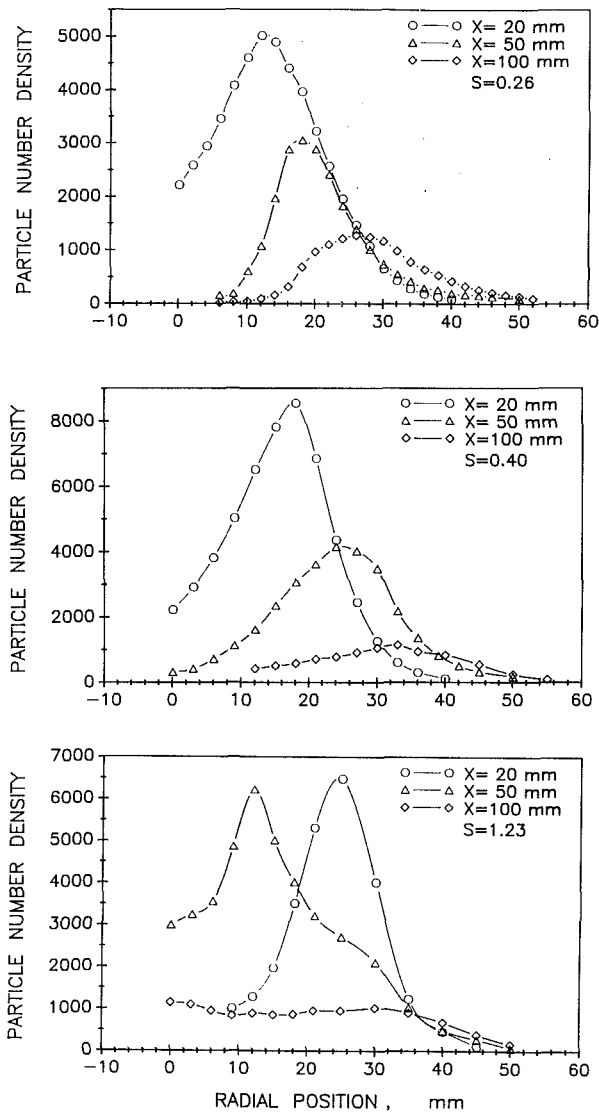 PARTICLE NUMBER DENSITY
5000
4000
3000
2000
1000
0
−10 0 10 20 30 40 50 60
X= 20 mm
X= 50 mm
X=100 mm
S=0.26
PARTICLE NUMBER DENSITY
8000
6000
4000
2000
0
−10 0 10 20 30 40 50 60
X= 20 mm
X= 50 mm
X=100 mm
S=0.40
PARTICLE NUMBER DENSITY
7000
6000
5000
4000
3000
2000
1000
0
−10 0 10 20 30 40 50 60
X= 20 mm
X= 50 mm
X=100 mm
S=1.23
RADIAL POSITION , mm